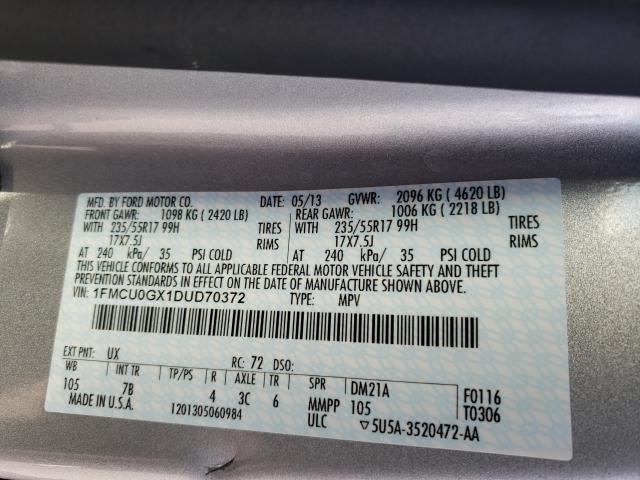 MFD. BY FORD MOTOR CO. DATE: 05/13 GVWR: 2096 KG ( 4620 LB)
FRONT GAWR: 1098 KG ( 2420 LB) REAR GAWR: 1006 KG ( 2218 LB)
WITH 235/55R17 99H TIRES WITH 235/55R17 99H TIRES
17X7.5J RIMS 17X7.5J RIMS
AT 240 kPa/ 35 PSI COLD AT 240 kPa/ 35 PSI COLD
THIS VEHICLE CONFORMS TO ALL APPLICABLE FEDERAL MOTOR VEHICLE SAFETY AND THEFT
PREVENTION STANDARDS IN EFFECT ON THE DATE OF MANUFACTURE SHOWN ABOVE.
VIN: 1FMCU0GX1DUD70372 TYPE: MPV
EXT PNT: UX RC: 72 DSO:
WB INT TR TP/PS R AXLE TR SPR DM21A F0116
105 7B 4 3C 6 MMPP 105 T0306
MADE IN U.S.A. 1201305060984 ULC ▽5U5A-3520472-AA